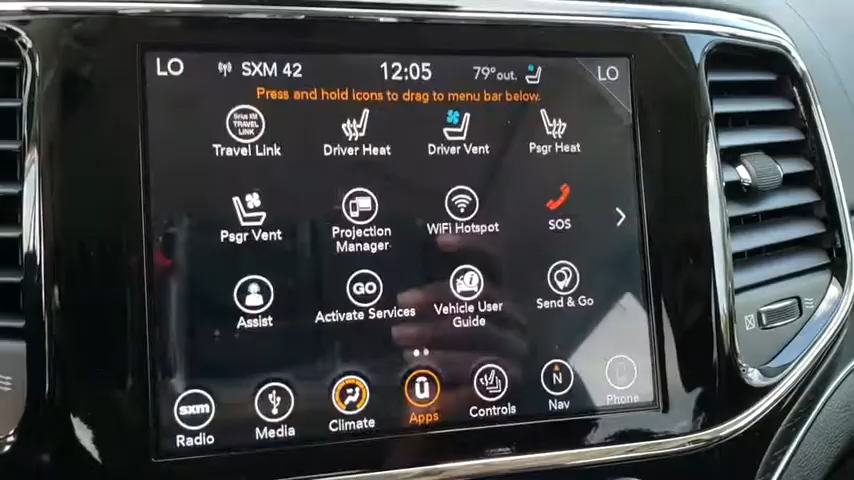 LO SXM 42 12:05 79°out. LO
Press and hold icons to drag to menu bar below.
Sirius XM
TRAVEL
LINK
Travel Link Driver Heat Driver Vent Psgr Heat
Psgr Vent Projection Manager WiFi Hotspot SOS
GO
Assist Activate Services Vehicle User Guide Send & Go
sxm N
Radio Media Climate Apps Controls Nav Phone